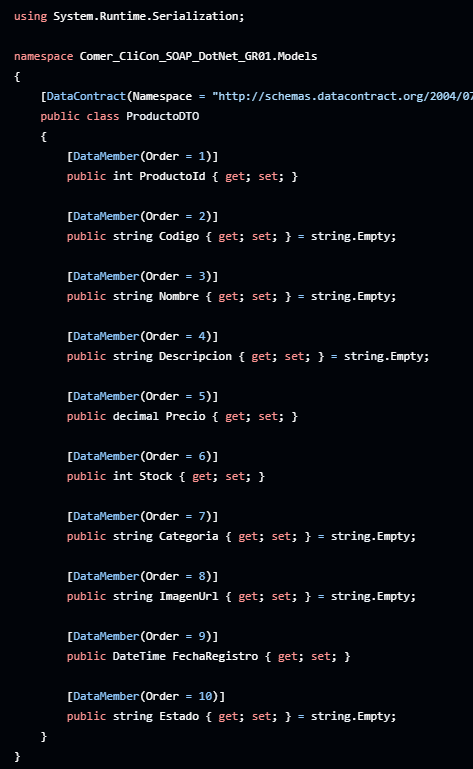 using System.Runtime.Serialization;
namespace Comer_CliCon_SOAP_DotNet_GR01.Models
{
[DataContract(Namespace = "http://schemas.datacontract.org/2004/07
public class ProductoDTO
{
[DataMember(Order = 1)]
public int ProductoId { get; set; }
[DataMember(Order = 2)]
public string Codigo { get; set; } = string.Empty;
[DataMember(Order = 3)]
public string Nombre { get; set; } = string.Empty;
[DataMember(Order = 4)]
public string Descripcion { get; set; } = string.Empty;
[DataMember(Order = 5)]
public decimal Precio { get; set; }
[DataMember(Order = 6)]
public int Stock { get; set; }
[DataMember(Order = 7)]
public string Categoria { get; set; } = string.Empty;
[DataMember(Order = 8)]
public string ImagenUrl { get; set; } = string.Empty;
[DataMember(Order = 9)]
public DateTime FechaRegistro { get; set; }
[DataMember(Order = 10)]
public string Estado { get; set; } = string.Empty;
}
}